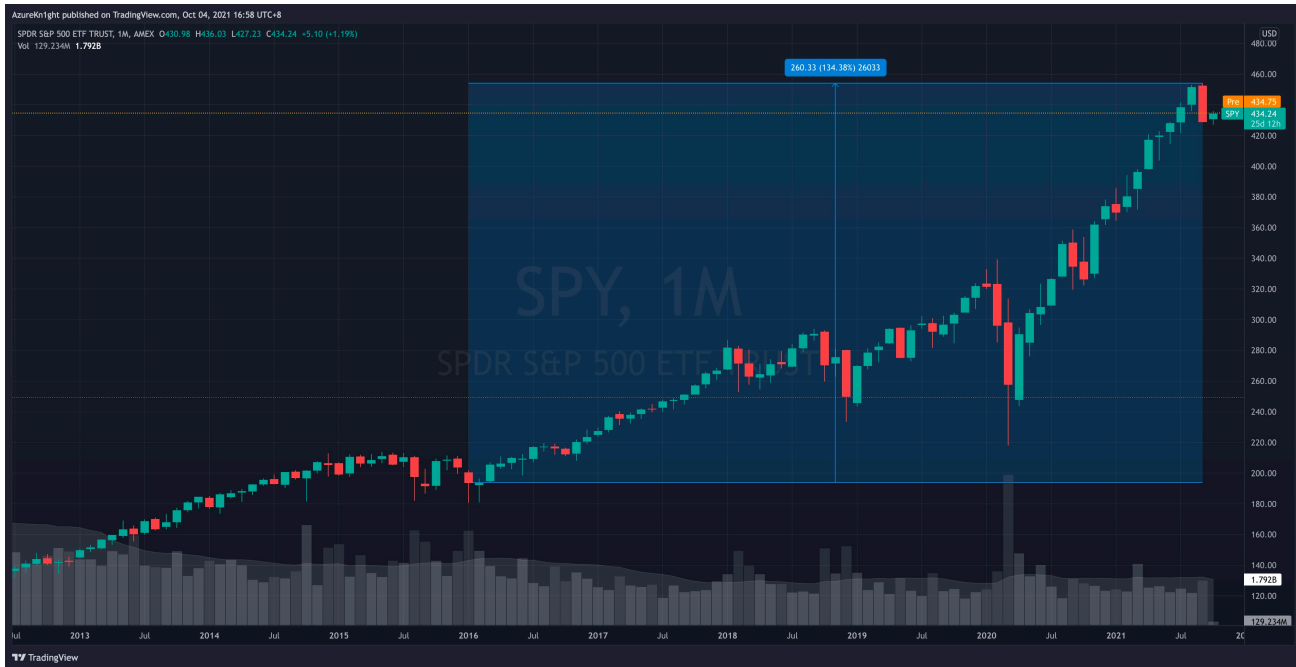 AzureKn1ght published on TradingView.com, Oct 04, 2021 16:58 UTC+8
SPDR S&P 500 ETF TRUST, 1M, AMEX O430.98 H436.03 L427.23 C434.24 +5.10 (+1.19%)
Vol 129.234M 1.792B
USD
480.00
260.33 (134.38%) 26033
460.00
Pre 434.75
SPY 434.24
25d 12h
420.00
400.00
380.00
360.00
340.00
SPY, 1M
320.00
300.00
SPDR S&P 500 ETF TRUST
280.00
260.00
240.00
220.00
200.00
180.00
160.00
140.00
1.792B
120.00
129.234M
Jul 2013 Jul 2014 Jul 2015 Jul 2016 Jul 2017 Jul 2018 Jul 2019 Jul 2020 Jul 2021 Jul 20
TradingView